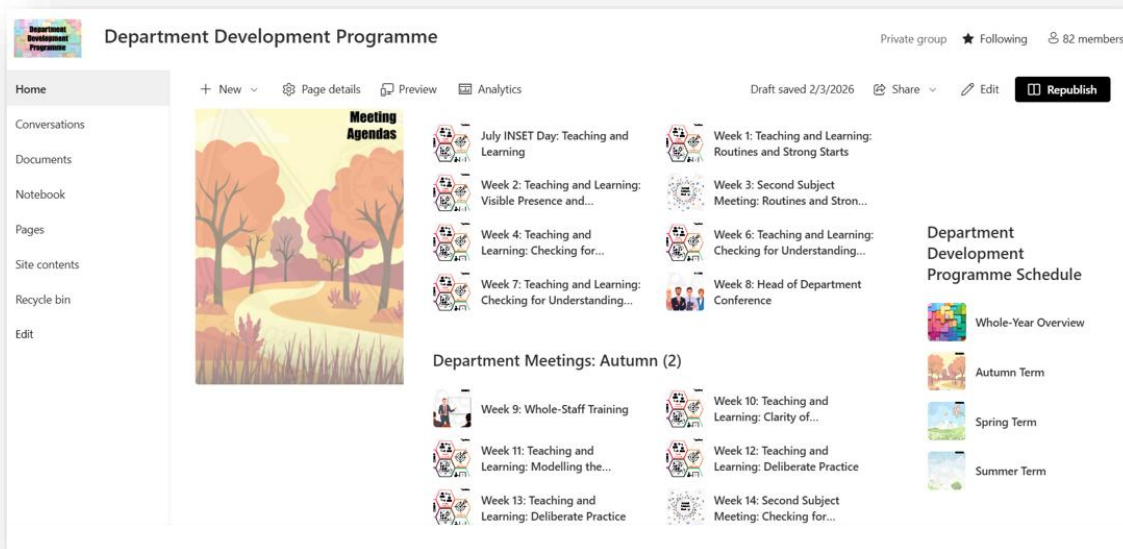 Department
Development
Programme
Department Development Programme
Private group
Following
82 members
Home
Conversations
Documents
Notebook
Pages
Site contents
Recycle bin
Edit
New
Page details
Preview
Analytics
Draft saved 2/3/2026
Share
Edit
Republish
Meeting
Agendas
July INSET Day: Teaching and
Learning
Week 1: Teaching and Learning:
Routines and Strong Starts
Week 2: Teaching and Learning:
Visible Presence and...
Week 3: Second Subject
Meeting: Routines and Stron...
Week 4: Teaching and
Learning: Checking for...
Week 6: Teaching and Learning:
Checking for Understanding...
Week 7: Teaching and Learning:
Checking for Understanding...
Week 8: Head of Department
Conference
Department Meetings: Autumn (2)
Week 9: Whole-Staff Training
Week 10: Teaching and
Learning: Clarity of...
Week 11: Teaching and
Learning: Modelling the...
Week 12: Teaching and
Learning: Deliberate Practice
Week 13: Teaching and
Learning: Deliberate Practice
Week 14: Second Subject
Meeting: Checking for...
Department
Development
Programme Schedule
Whole-Year Overview
Autumn Term
Spring Term
Summer Term